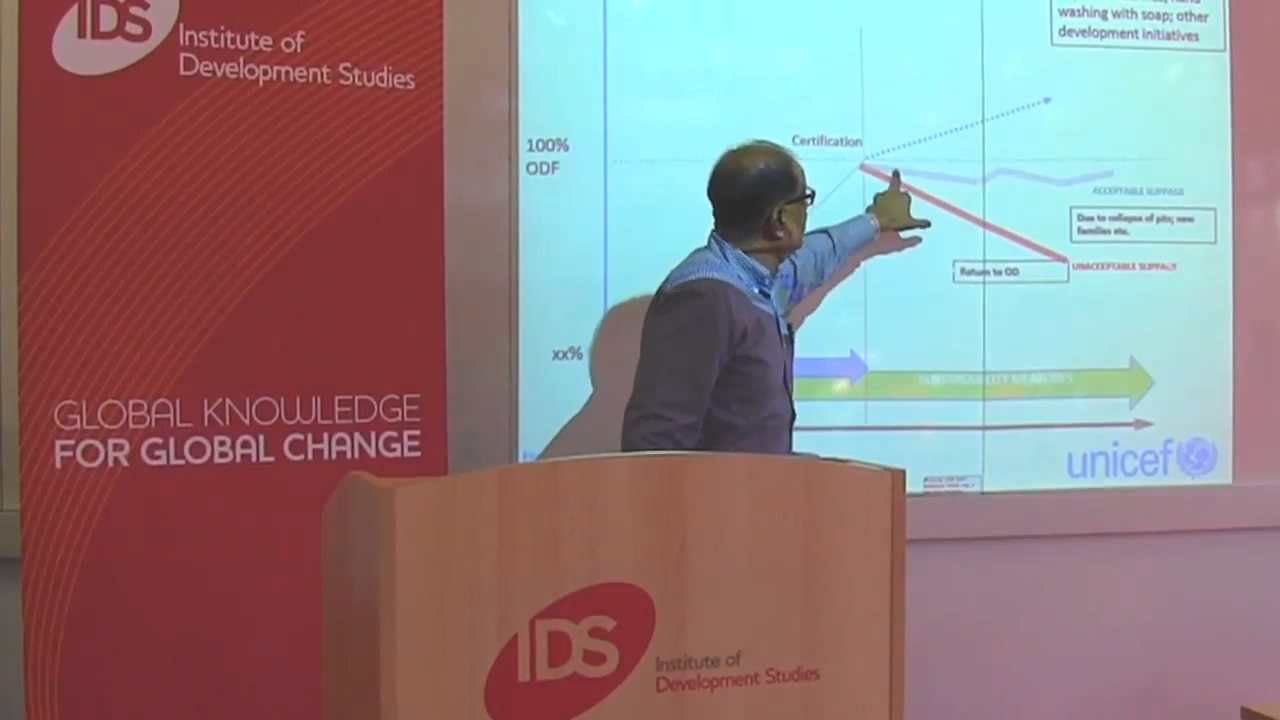 IDS
Institute of
Development Studies
GLOBAL KNOWLEDGE
FOR GLOBAL CHANGE
washing with soap; other
development initiatives
100%
ODF
Certification
ACCEPTABLE SLIPPAGE
Due to collapse of pits; new
families etc.
Return to OD
UNACCEPTABLE SLIPPAGE
xx%
SUSTAINABILITY MEASURES
unicef
IDS
Institute of
Development Studies